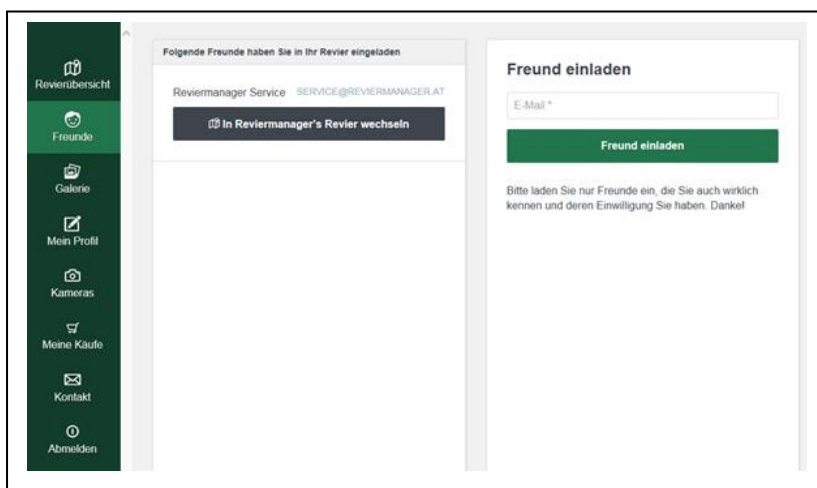 Revierübersicht
Freunde
Galerie
Mein Profil
Kameras
Meine Käufe
Kontakt
Abmelden
Folgende Freunde haben Sie in Ihr Revier eingeladen
Reviermanager Service SERVICE@REVIERMANAGER.AT
In Reviermanager's Revier wechseln
Freund einladen
E-Mail *
Freund einladen
Bitte laden Sie nur Freunde ein, die Sie auch wirklich
kennen und deren Einwilligung Sie haben. Danke!